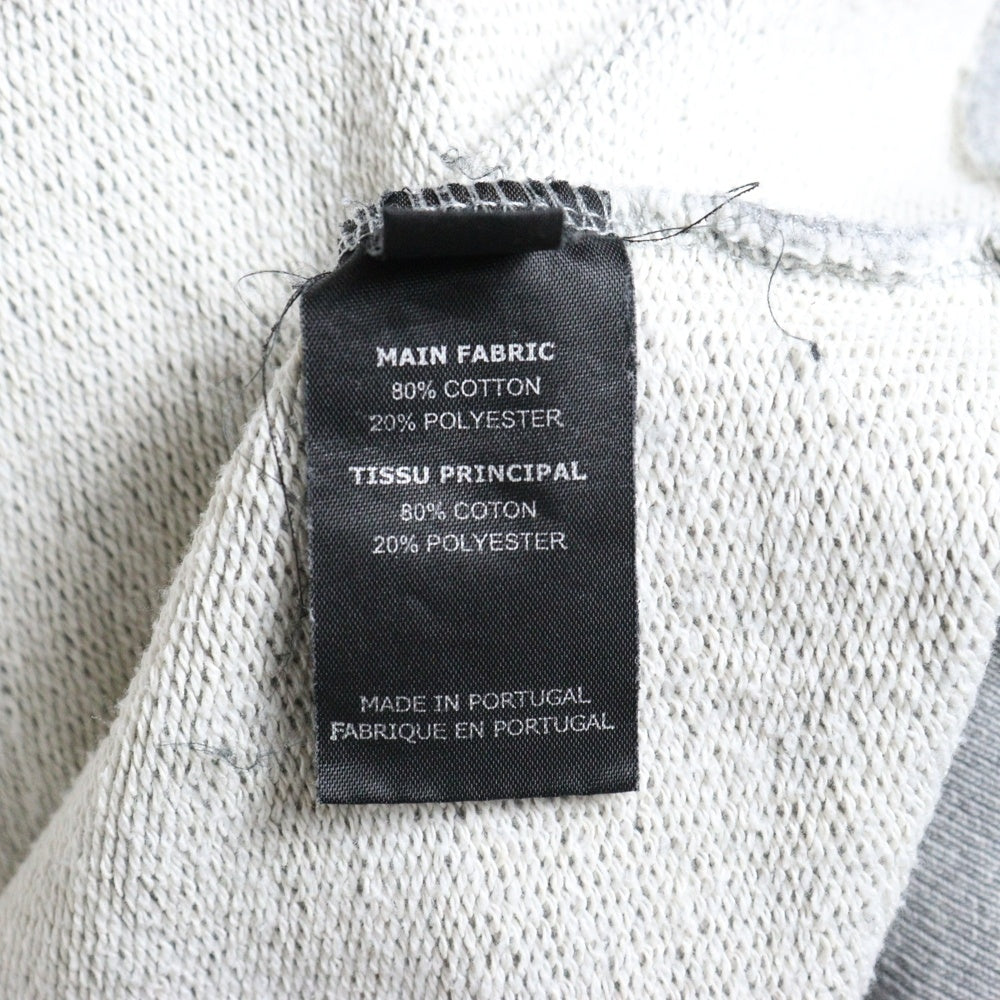 MAIN FABRIC
80% COTTON
20% POLYESTER
TISSU PRINCIPAL
80% COTON
20% POLYESTER
MADE IN PORTUGAL
FABRIQUE EN PORTUGAL